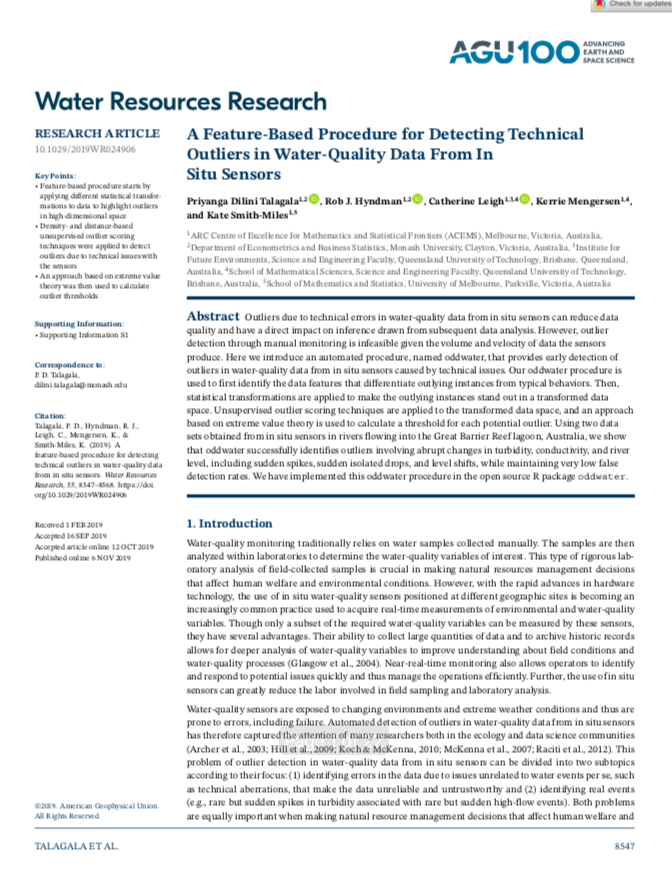 Check for updates
AGU100 ADVANCING
EARTH AND
SPACE SCIENCE
Water Resources Research
RESEARCH ARTICLE
10.1029/2019WR024906
Key Points:
• Feature-based procedure starts by
applying different statistical transfor-
mations to data to highlight outliers
in high-dimensional space
• Density- and distance-based
unsupervised outlier scoring
techniques were applied to detect
outliers due to technical issues with
the sensors
• An approach based on extreme value
theory was then used to calculate
outlier thresholds
Supporting Information:
• Supporting Information S1
Correspondence to:
P. D. Talagala,
dilini.talagala@monash.edu
Citation:
Talagala, P. D., Hyndman, R. J.,
Leigh, C., Mengersen, K., &
Smith-Miles, K. (2019). A
feature-based procedure for detecting
technical outliers in water-quality data
from in situ sensors. Water Resources
Research, 55, 8547–8568. https://doi.
org/10.1029/2019WR024906
Received 1 FEB 2019
Accepted 16 SEP 2019
Accepted article online 12 OCT 2019
Published online 6 NOV 2019
©2019. American Geophysical Union.
All Rights Reserved.
A Feature-Based Procedure for Detecting Technical
Outliers in Water-Quality Data From In
Situ Sensors
Priyanga Dilini Talagala1,2, Rob J. Hyndman1,2, Catherine Leigh1,3,4, Kerrie Mengersen1,4,
and Kate Smith-Miles1,5
1ARC Centre of Excellence for Mathematics and Statistical Frontiers (ACEMS), Melbourne, Victoria, Australia,
2Department of Econometrics and Business Statistics, Monash University, Clayton, Victoria, Australia, 3Institute for
Future Environments, Science and Engineering Faculty, Queensland University of Technology, Brisbane, Queensland,
Australia, 4School of Mathematical Sciences, Science and Engineering Faculty, Queensland University of Technology,
Brisbane, Australia, 5School of Mathematics and Statistics, University of Melbourne, Parkville, Victoria, Australia
Abstract Outliers due to technical errors in water-quality data from in situ sensors can reduce data
quality and have a direct impact on inference drawn from subsequent data analysis. However, outlier
detection through manual monitoring is infeasible given the volume and velocity of data the sensors
produce. Here we introduce an automated procedure, named oddwater, that provides early detection of
outliers in water-quality data from in situ sensors caused by technical issues. Our oddwater procedure is
used to first identify the data features that differentiate outlying instances from typical behaviors. Then,
statistical transformations are applied to make the outlying instances stand out in a transformed data
space. Unsupervised outlier scoring techniques are applied to the transformed data space, and an approach
based on extreme value theory is used to calculate a threshold for each potential outlier. Using two data
sets obtained from in situ sensors in rivers flowing into the Great Barrier Reef lagoon, Australia, we show
that oddwater successfully identifies outliers involving abrupt changes in turbidity, conductivity, and river
level, including sudden spikes, sudden isolated drops, and level shifts, while maintaining very low false
detection rates. We have implemented this oddwater procedure in the open source R package oddwater.
1. Introduction
Water-quality monitoring traditionally relies on water samples collected manually. The samples are then
analyzed within laboratories to determine the water-quality variables of interest. This type of rigorous lab-
oratory analysis of field-collected samples is crucial in making natural resources management decisions
that affect human welfare and environmental conditions. However, with the rapid advances in hardware
technology, the use of in situ water-quality sensors positioned at different geographic sites is becoming an
increasingly common practice used to acquire real-time measurements of environmental and water-quality
variables. Though only a subset of the required water-quality variables can be measured by these sensors,
they have several advantages. Their ability to collect large quantities of data and to archive historic records
allows for deeper analysis of water-quality variables to improve understanding about field conditions and
water-quality processes (Glasgow et al., 2004). Near-real-time monitoring also allows operators to identify
and respond to potential issues quickly and thus manage the operations efficiently. Further, the use of in situ
sensors can greatly reduce the labor involved in field sampling and laboratory analysis.
Water-quality sensors are exposed to changing environments and extreme weather conditions and thus are
prone to errors, including failure. Automated detection of outliers in water-quality data from in situ sensors
has therefore captured the attention of many researchers both in the ecology and data science communities
(Archer et al., 2003; Hill et al., 2009; Koch & McKenna, 2010; McKenna et al., 2007; Raciti et al., 2012). This
problem of outlier detection in water-quality data from in situ sensors can be divided into two subtopics
according to their focus: (1) identifying errors in the data due to issues unrelated to water events per se, such
as technical aberrations, that make the data unreliable and untrustworthy and (2) identifying real events
(e.g., rare but sudden spikes in turbidity associated with rare but sudden high-flow events). Both problems
are equally important when making natural resource management decisions that affect human welfare and
TALAGALA ET AL.
8547